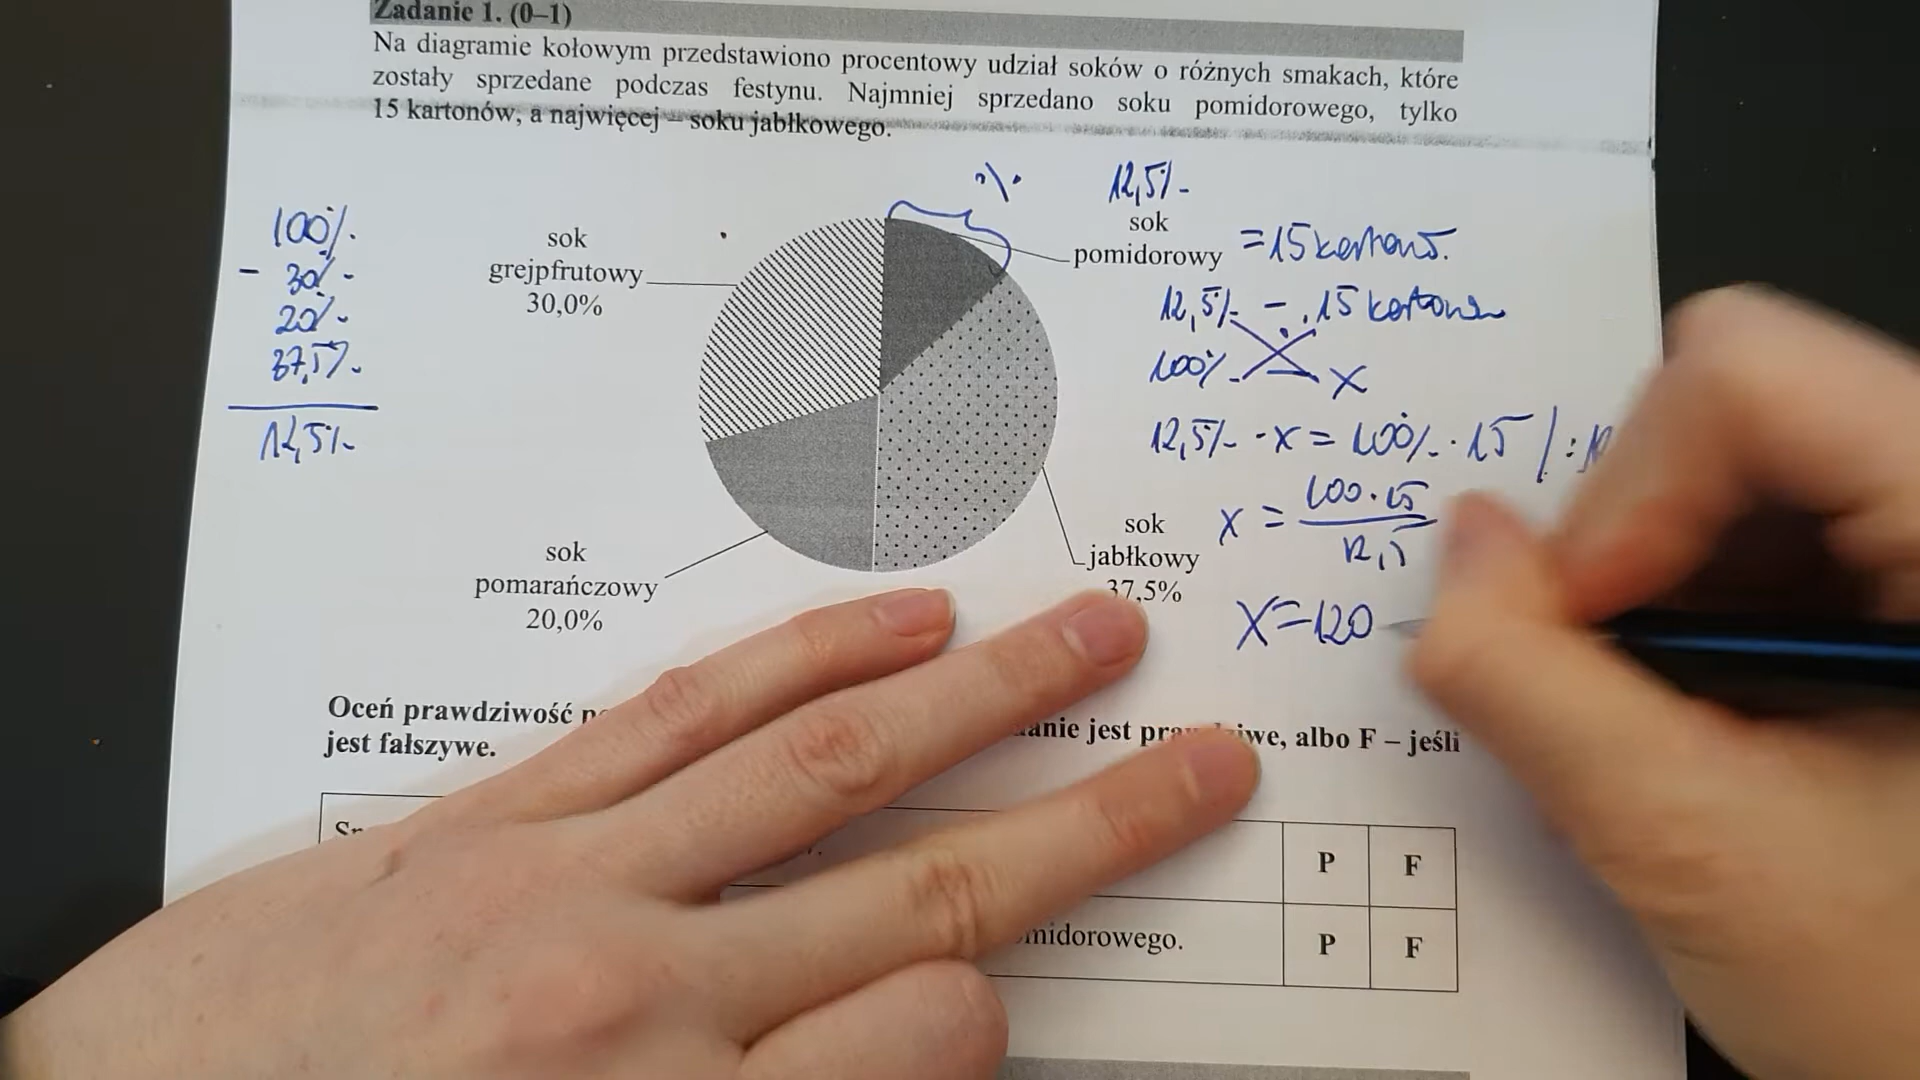 Zadanie 1. (0–1)
Na diagramie kołowym przedstawiono procentowy udział soków o różnych smakach, które
zostały sprzedane podczas festynu. Najmniej sprzedano soku pomidorowego, tylko
15 kartonów, a najwięcej – soku jabłkowego.
100%
- 30%
20%
37,5%
12,5%
sok
grejpfrutowy
30,0%
%
12,5%
sok
pomidorowy
= 15 kartonów.
12,5% - 15 kartonów
100% - x
12,5% · x = 100% · 15 / :
x = 100 · 15
12,5
x = 120
sok
jabłkowy
37,5%
sok
pomarańczowy
20,0%
Oceń prawdziwość
jest prawdziwe, albo F – jeśli
jest fałszywe.
P F
pomidorowego. P F